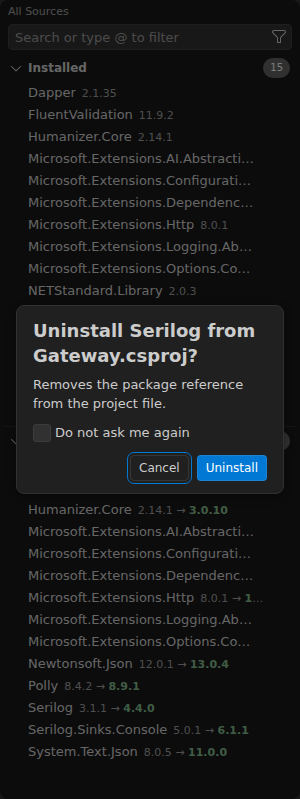 All Sources
Search or type @ to filter
Installed 15
Dapper 2.1.35
FluentValidation 11.9.2
Humanizer.Core 2.14.1
Microsoft.Extensions.AI.Abstracti...
Microsoft.Extensions.Configurati...
Microsoft.Extensions.Dependenc...
Microsoft.Extensions.Http 8.0.1
Microsoft.Extensions.Logging.Ab...
Microsoft.Extensions.Options.Co...
NETStandard.Library 2.0.3
Uninstall Serilog from
Gateway.csproj?
Removes the package reference
from the project file.
Do not ask me again
Cancel Uninstall
Humanizer.Core 2.14.1 → 3.0.10
Microsoft.Extensions.AI.Abstracti...
Microsoft.Extensions.Configurati...
Microsoft.Extensions.Dependenc...
Microsoft.Extensions.Http 8.0.1 → 1...
Microsoft.Extensions.Logging.Ab...
Microsoft.Extensions.Options.Co...
Newtonsoft.Json 12.0.1 → 13.0.4
Polly 8.4.2 → 8.9.1
Serilog 3.1.1 → 4.4.0
Serilog.Sinks.Console 5.0.1 → 6.1.1
System.Text.Json 8.0.5 → 11.0.0